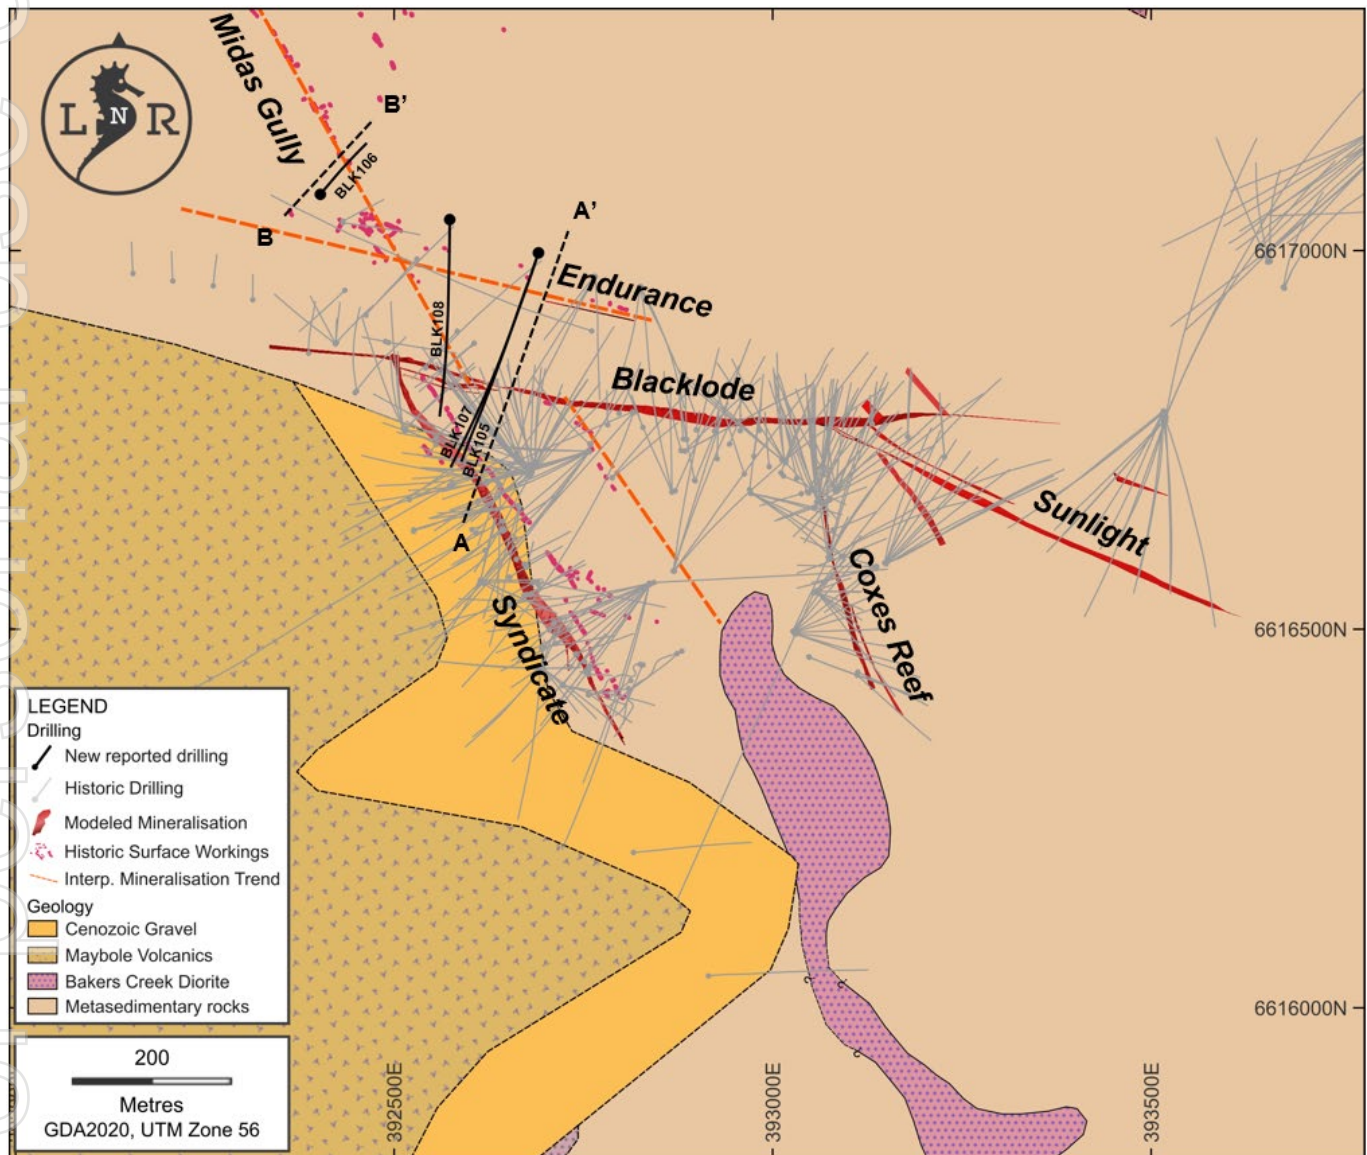 Midas Gully
L N R
B'
BLK106
B
A'
6617000N
Endurance
BLK108
Blacklode
BLK107
BLK105
A
Sunlight
Coxes Reef
Syndicate
6616500N
LEGEND
Drilling
New reported drilling
Historic Drilling
Modeled Mineralisation
Historic Surface Workings
Interp. Mineralisation Trend
Geology
Cenozoic Gravel
Maybole Volcanics
Bakers Creek Diorite
Metasedimentary rocks
6616000N
200
Metres
GDA2020, UTM Zone 56
392500E
393000E
393500E